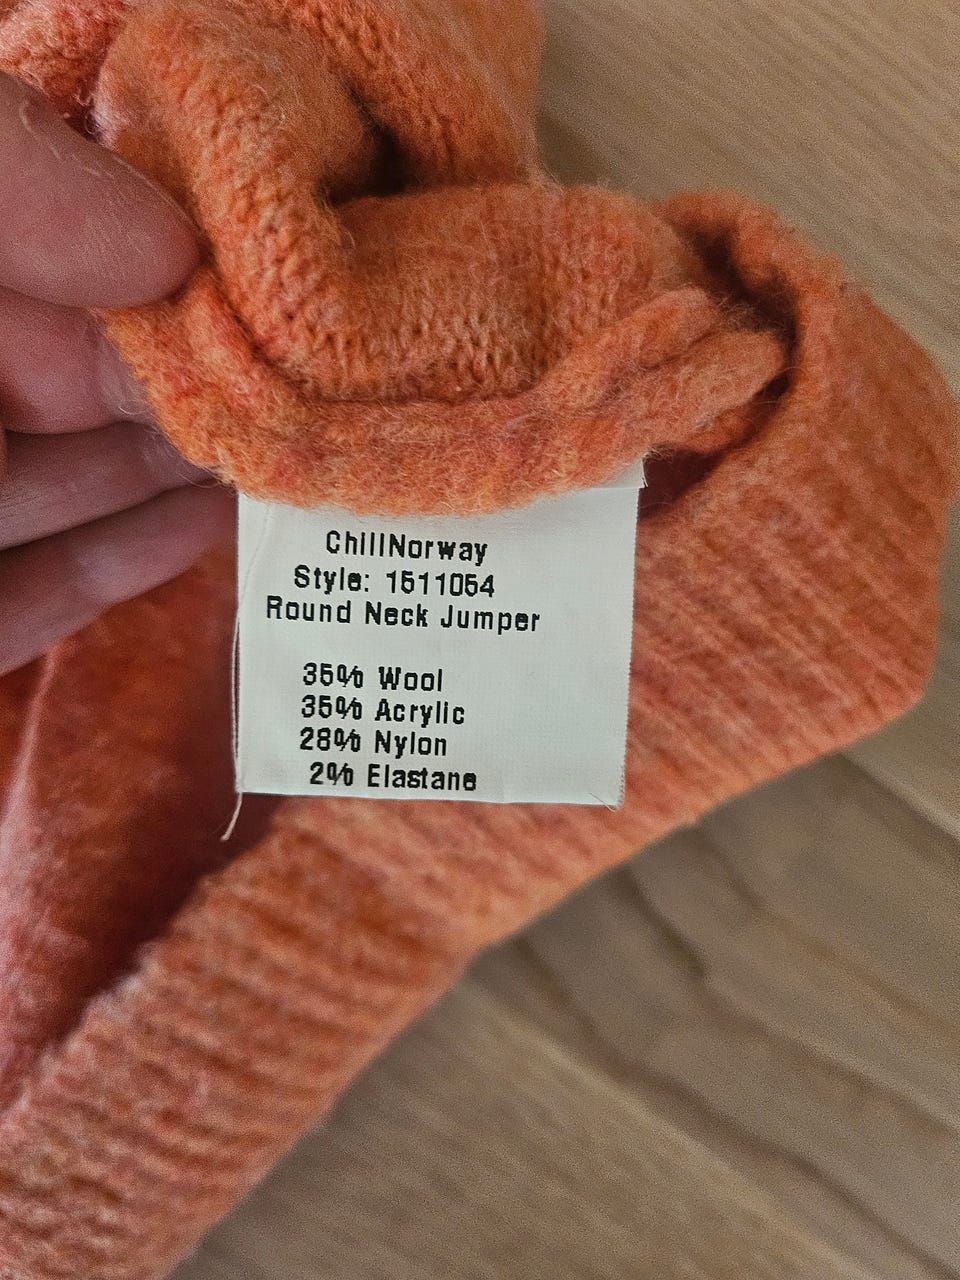 ChillNorway
Style: 1511054
Round Neck Jumper
35% Wool
35% Acrylic
28% Nylon
2% Elastane